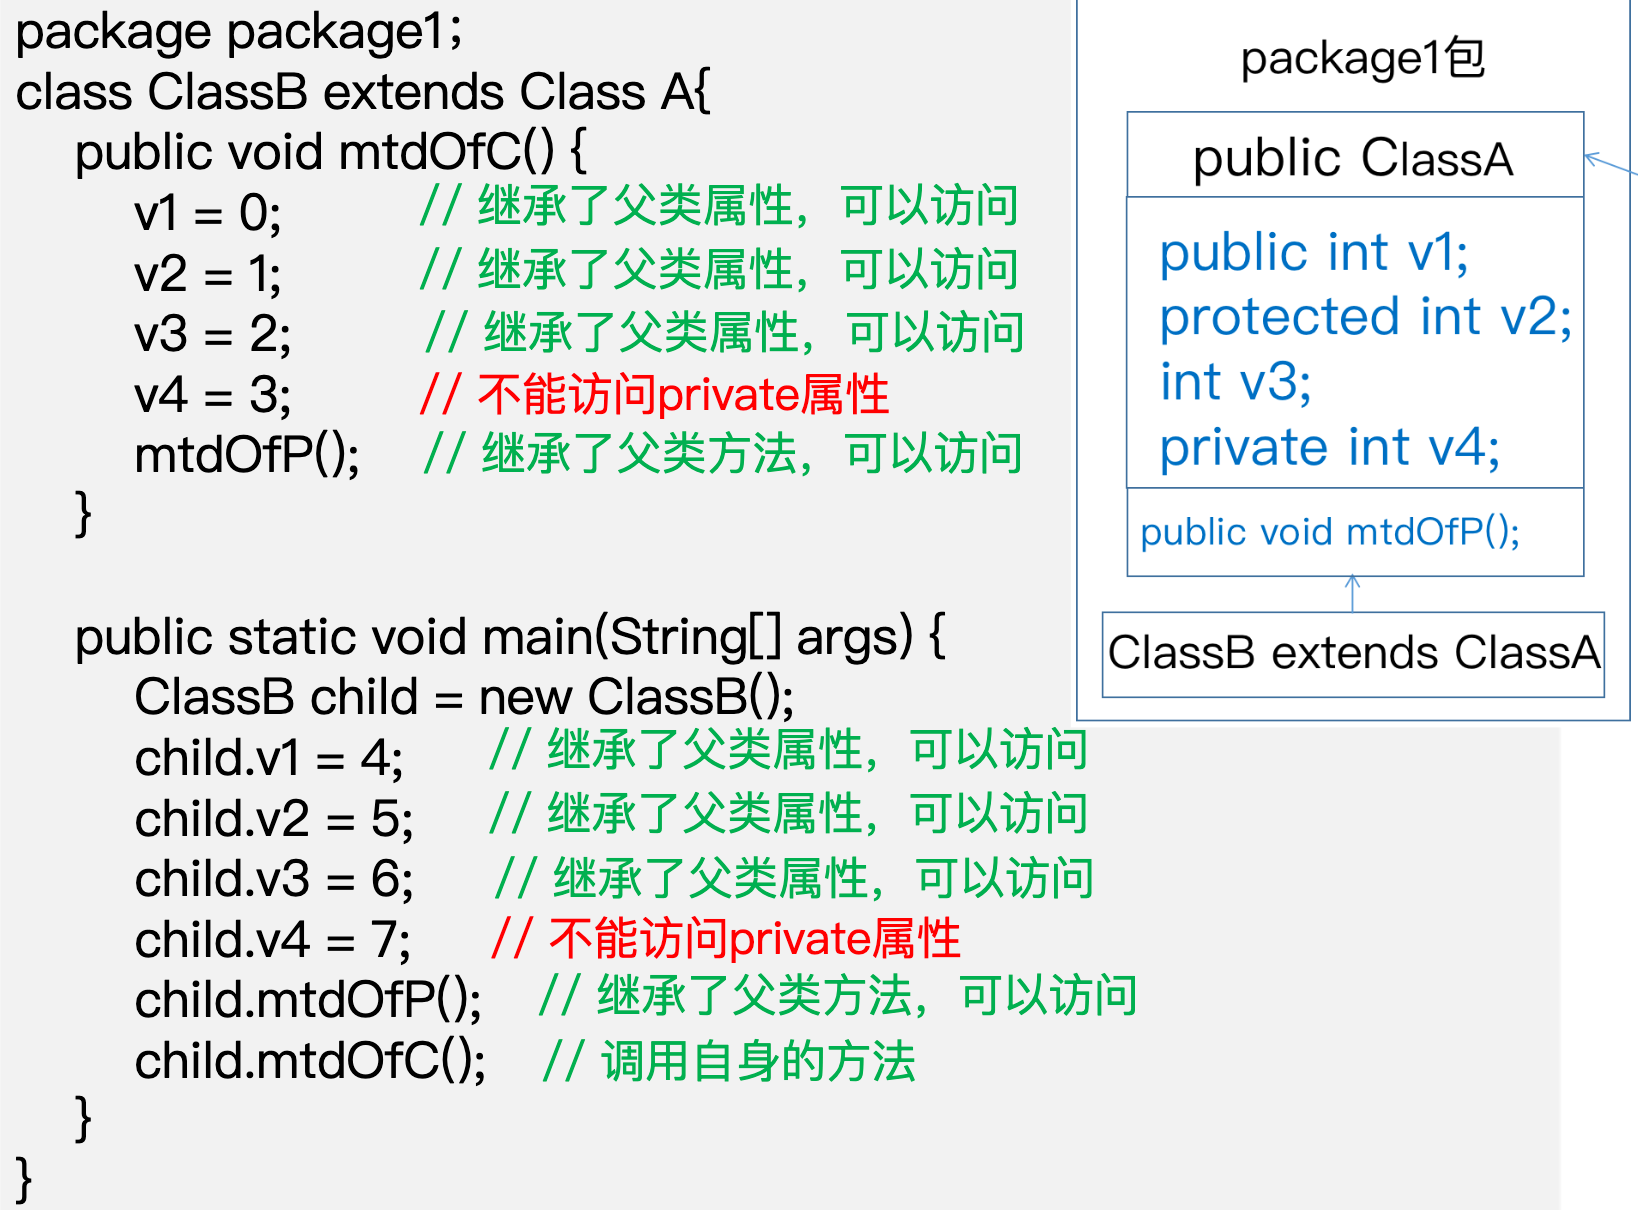 package package1;
class ClassB extends Class A{
public void mtdOfC() {
v1 = 0; // 继承了父类属性，可以访问
v2 = 1; // 继承了父类属性，可以访问
v3 = 2; // 继承了父类属性，可以访问
v4 = 3; // 不能访问private属性
mtdOfP(); // 继承了父类方法，可以访问
}
public static void main(String[] args) {
ClassB child = new ClassB();
child.v1 = 4; // 继承了父类属性，可以访问
child.v2 = 5; // 继承了父类属性，可以访问
child.v3 = 6; // 继承了父类属性，可以访问
child.v4 = 7; // 不能访问private属性
child.mtdOfP(); // 继承了父类方法，可以访问
child.mtdOfC(); // 调用自身的方法
}
}
package1包
public ClassA
public int v1;
protected int v2;
int v3;
private int v4;
public void mtdOfP();
ClassB extends ClassA